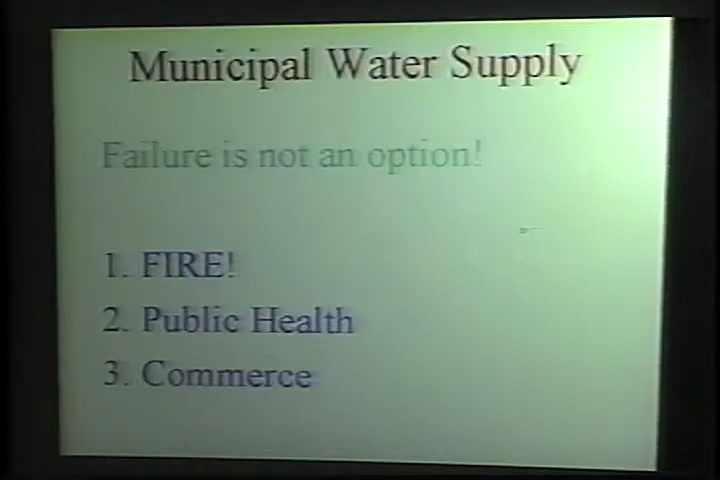 Municipal Water Supply
Failure is not an option!
1. FIRE!
2. Public Health
3. Commerce